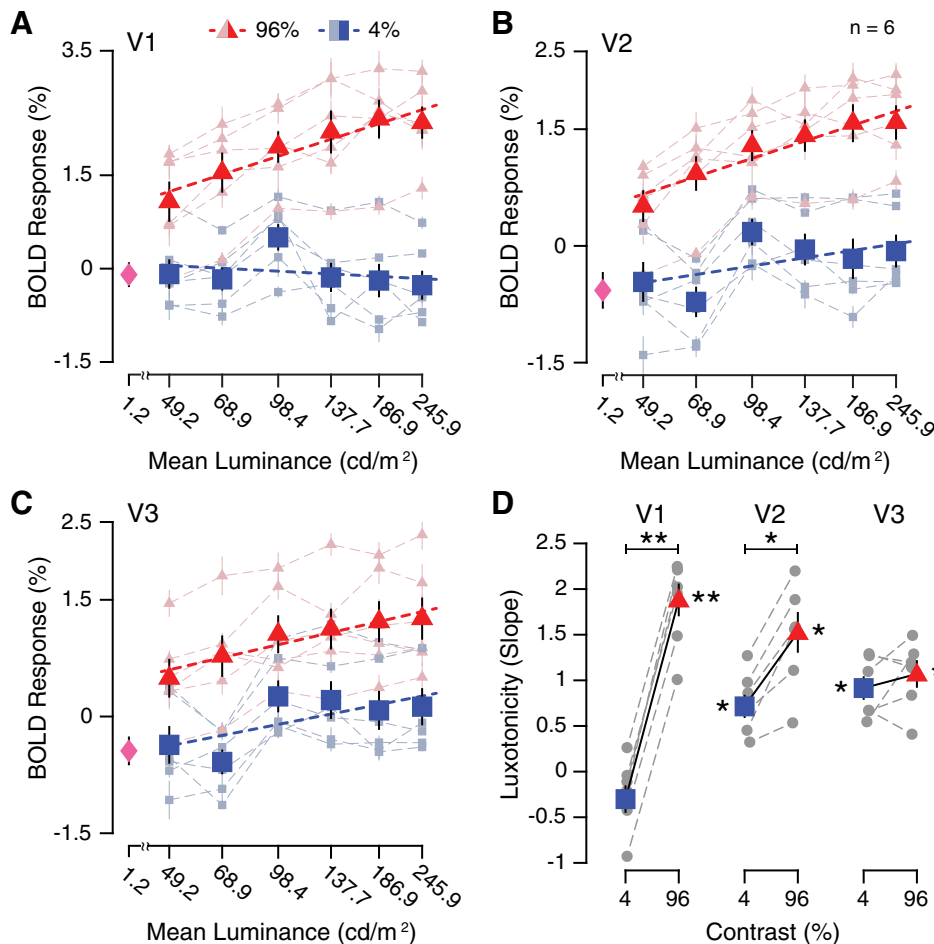 A
V1
96%
4%
BOLD Response (%)
3.5
1.5
0
-1.5
1.2
49.2
68.9
98.4
137.7
186.9
245.9
Mean Luminance (cd/m²)
B
V2
n = 6
BOLD Response (%)
2.5
1.5
0
-1.5
1.2
49.2
68.9
98.4
137.7
186.9
245.9
Mean Luminance (cd/m²)
C
V3
BOLD Response (%)
2.5
1.5
0
-1.5
1.2
49.2
68.9
98.4
137.7
186.9
245.9
Mean Luminance (cd/m²)
D
V1
V2
V3
**
*
Luxotonicity (Slope)
2.5
2
1.5
1
0.5
0
-0.5
-1
**
*
*
*
4
96
4
96
4
96
Contrast (%)